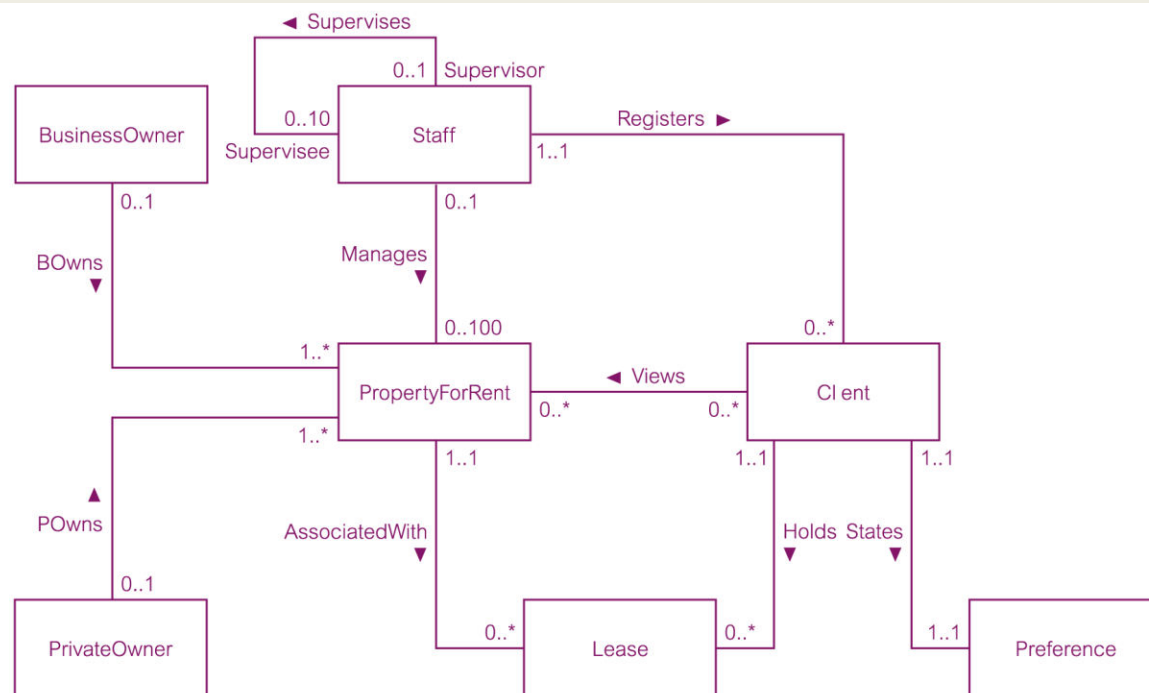 ◄ Supervises
0..1 Supervisor
BusinessOwner
0..10
Staff
Registers ►
Supervisee
1..1
0..1
0..1
Manages
▼
BOwns
▼
0..100
0..*
1..*
PropertyForRent
◄ Views
Cl ent
0..*
0..*
1..*
1..1
1..1
1..1
▲
POwns
AssociatedWith
▼
Holds
▼
States
▼
0..1
PrivateOwner
0..*
Lease
0..*
1..1
Preference